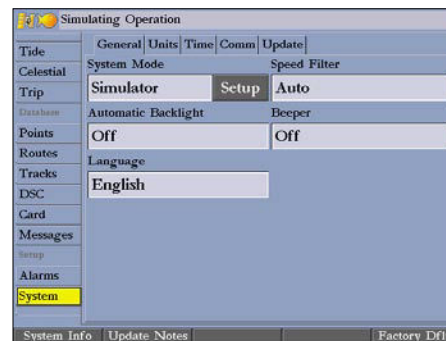 Simulating Operation
General Units Time Comm Update
Tide
Celestial
Trip
Database
Points
Routes
Tracks
DSC
Card
Messages
Setup
Alarms
System
System Mode
Simulator Setup
Speed Filter
Auto
Automatic Backlight
Off
Beeper
Off
Language
English
System Info Update Notes Factory Dfl